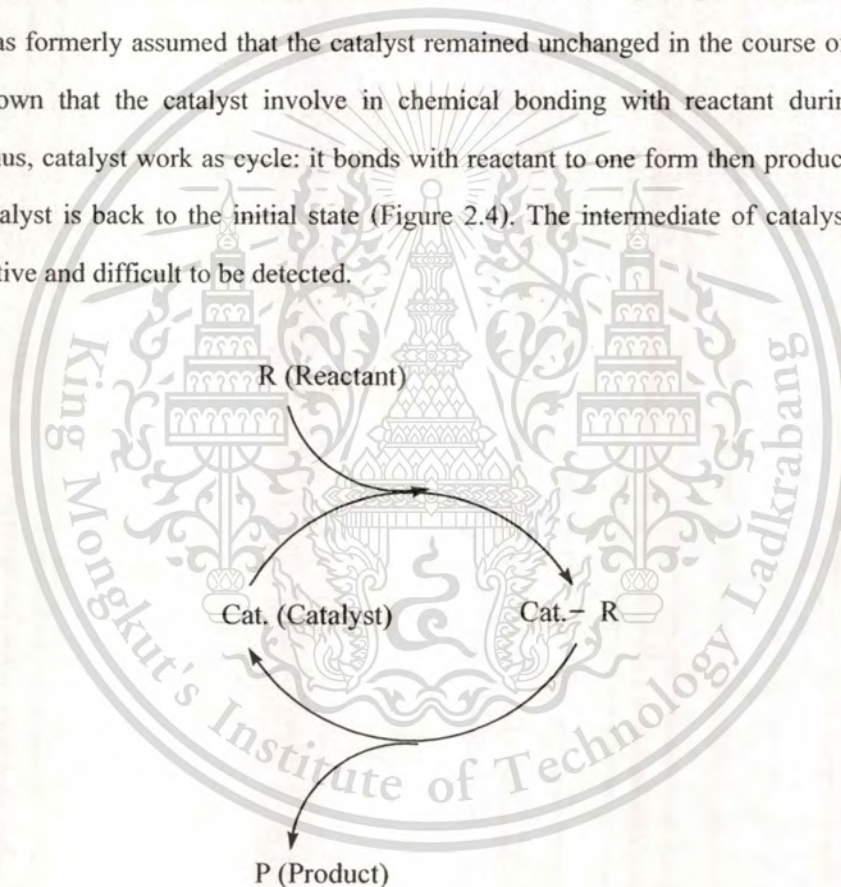 as formerly assumed that the catalyst remained unchanged in the course of
own that the catalyst involve in chemical bonding with reactant durin
us, catalyst work as cycle: it bonds with reactant to one form then produc
alyst is back to the initial state (Figure 2.4). The intermediate of catalys
tive and difficult to be detected.
R (Reactant)
Cat. (Catalyst) Cat.– R
P (Product)
King Mongkut's Institute of Technology Ladkrabang